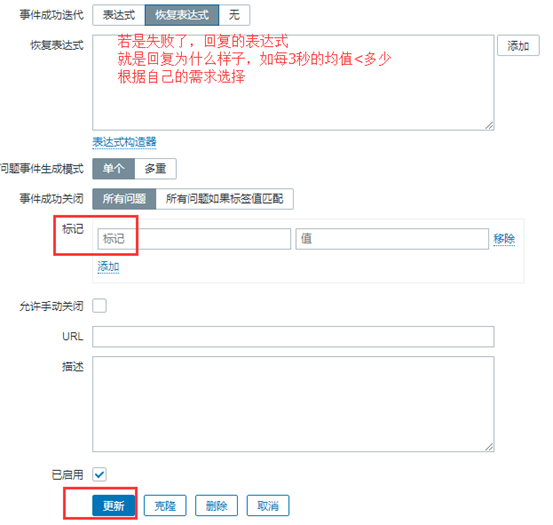 事件成功迭代 表达式 恢复表达式 无
恢复表达式 若是失败了，回复的表达式 添加
就是回复为什么样子，如每3秒的均值<多少
根据自己的需求选择
表达式构造器
问题事件生成模式 单个 多重
事件成功关闭 所有问题 所有问题如果标签值匹配
标记 标记 值 移除
添加
允许手动关闭
URL
描述
已启用
更新 克隆 删除 取消